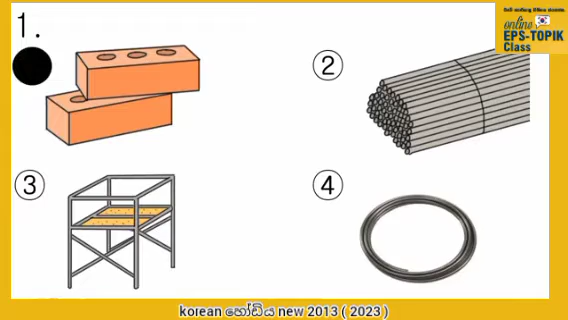 1.
online
EPS-TOPIK
Class
②
③
④
korean හෝඩිය new 2013 ( 2023 )